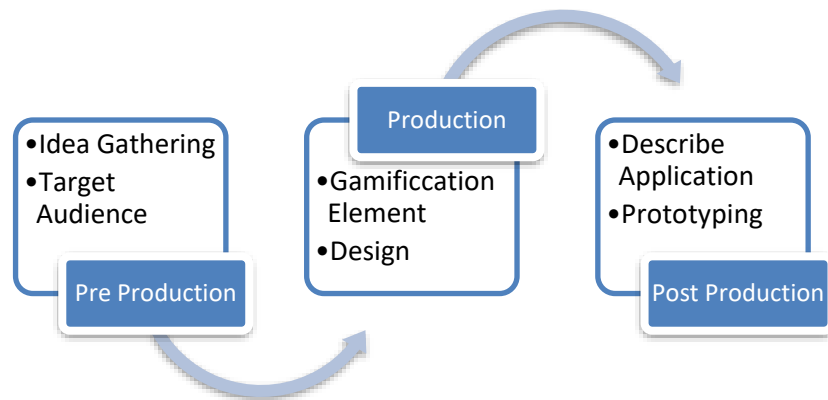 •Idea Gathering
•Target
Audience
Pre Production
Production
•Gamificcation
Element
•Design
•Describe
Application
•Prototyping
Post Production